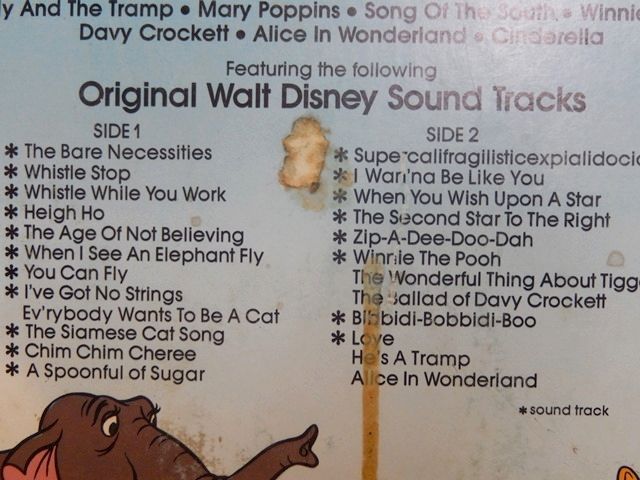 ly And The Tramp • Mary Poppins • Song Of The South • Winnie
Davy Crockett • Alice In Wonderland • Cinderella
Featuring the following
Original Walt Disney Sound Tracks
SIDE 1
* The Bare Necessities
* Whistle Stop
* Whistle While You Work
* Heigh Ho
* The Age Of Not Believing
* When I See An Elephant Fly
* You Can Fly
* I've Got No Strings
Ev'rybody Wants To Be A Cat
* The Siamese Cat Song
* Chim Chim Cheree
* A Spoonful of Sugar
SIDE 2
* Supercalifragilisticexpialidocio
* I Wan'na Be Like You
* When You Wish Upon A Star
* The Second Star To The Right
* Zip-A-Dee-Doo-Dah
* Winnie The Pooh
The Wonderful Thing About Tigg
The Ballad of Davy Crockett
* Bibbidi-Bobbidi-Boo
* Love
He's A Tramp
Alice In Wonderland
* sound track